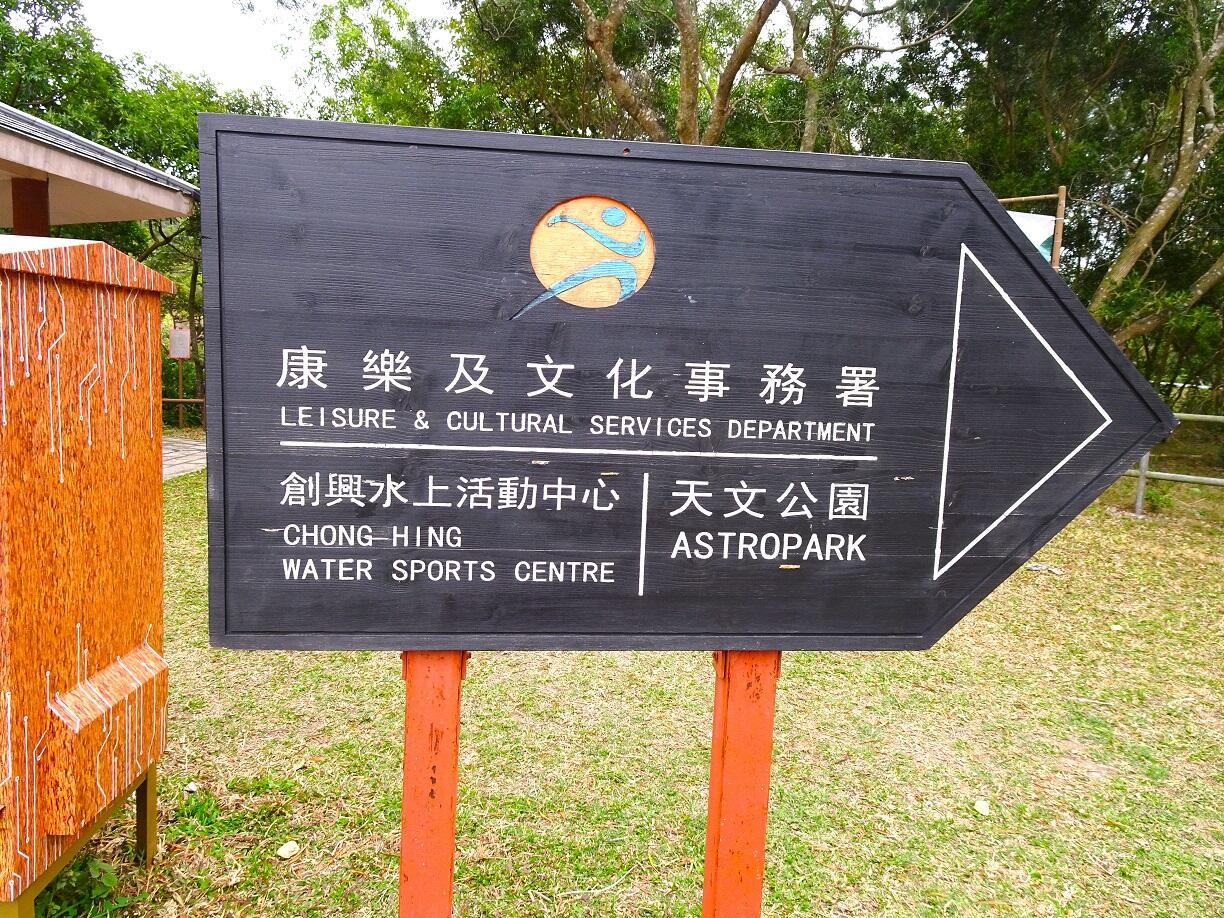 康樂及文化事務署
LEISURE & CULTURAL SERVICES DEPARTMENT
創興水上活動中心
CHONG HING
WATER SPORTS CENTRE
天文公園
ASTROPARK